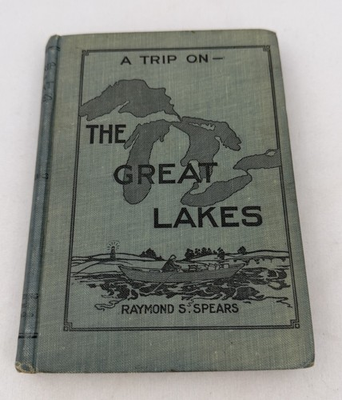 A TRIP ON—
THE
GREAT
LAKES
RAYMOND S. SPEARS